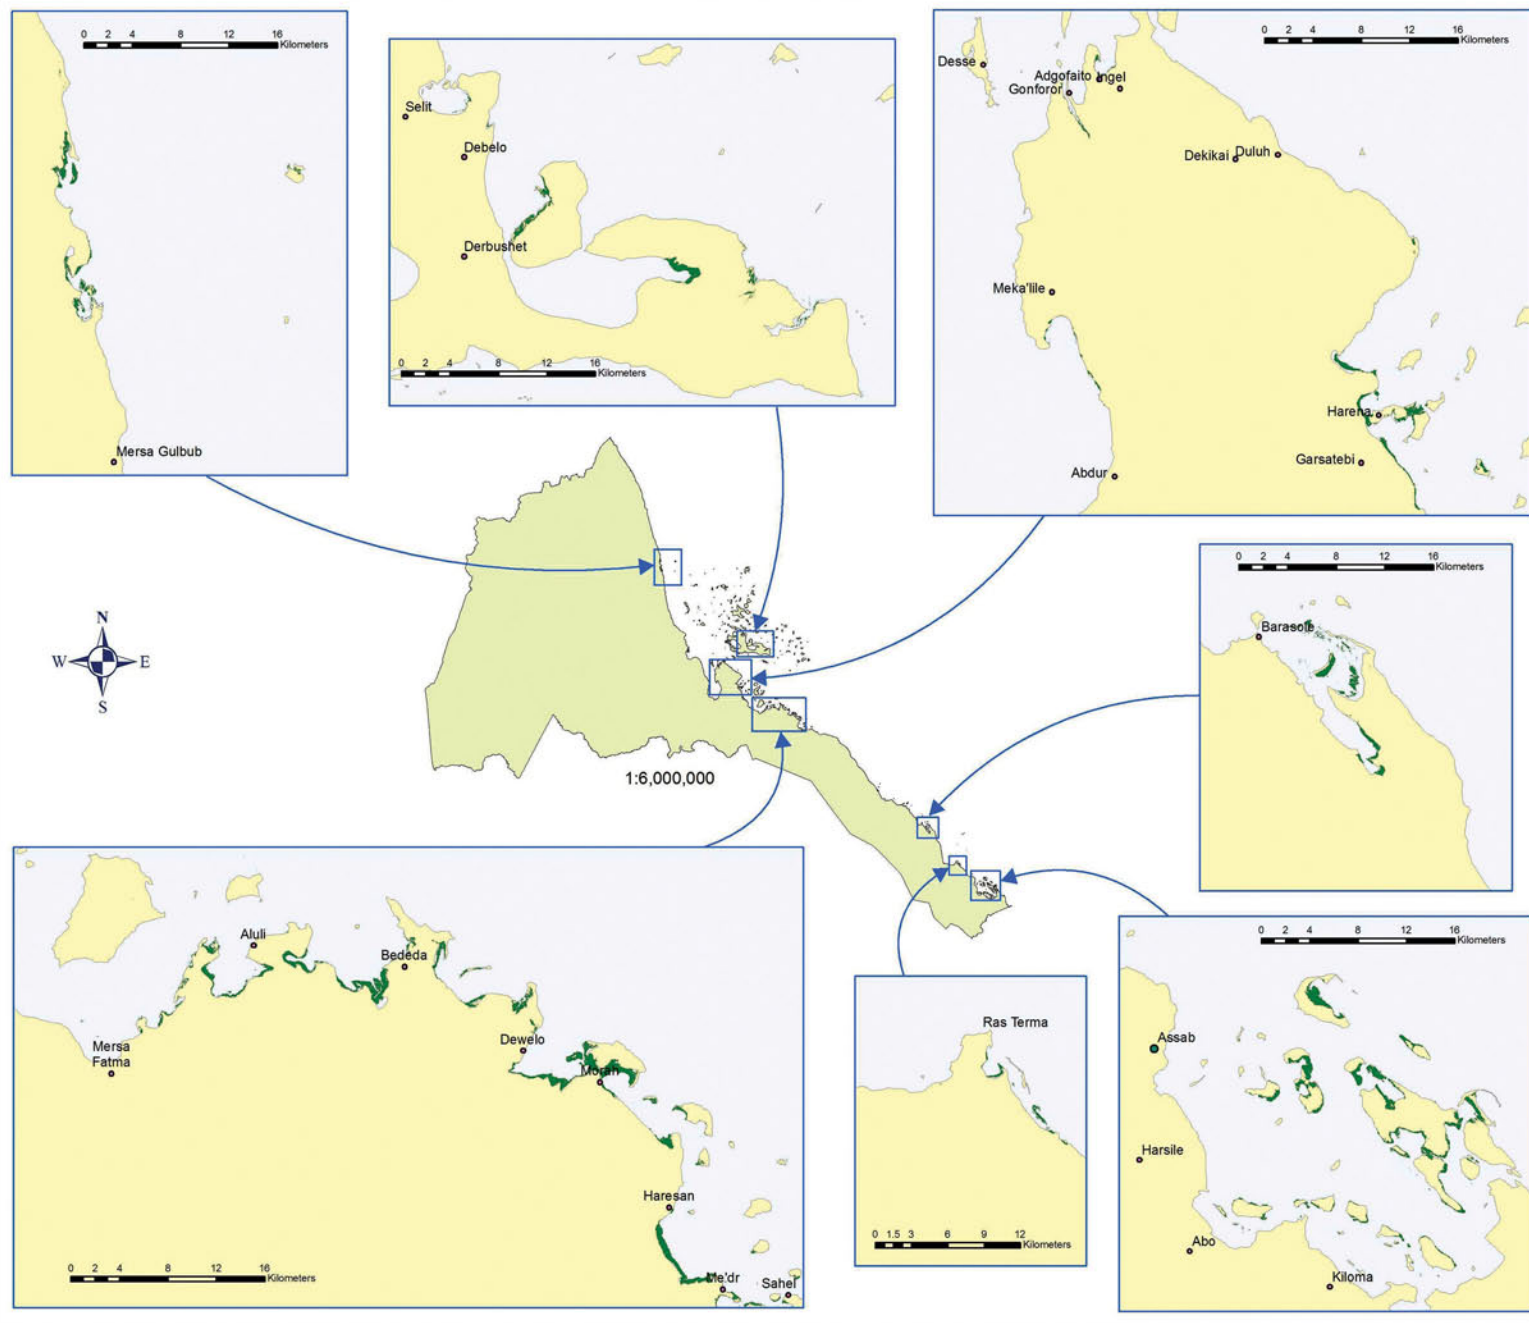 0 2 4 8 12 16
Kilometers
Mersa Gulbub
Selit
Debelo
Derbushet
0 2 4 8 12 16
Kilometers
0 2 4 8 12 16
Kilometers
Desse
Adgofaito Ingel
Gonforor
Dekikai Duluh
Meka'lile
Harena
Garsatebi
Abdur
N
W E
S
1:6,000,000
0 2 4 8 12 16
Kilometers
Barasole
Aluli
Bededa
Mersa
Fatma
Dewelo
Morah
Haresan
Me'dr
Sahel
0 2 4 8 12 16
Kilometers
Ras Terma
0 1.5 3 6 9 12
Kilometers
0 2 4 8 12 16
Kilometers
Assab
Harsile
Abo
Kiloma